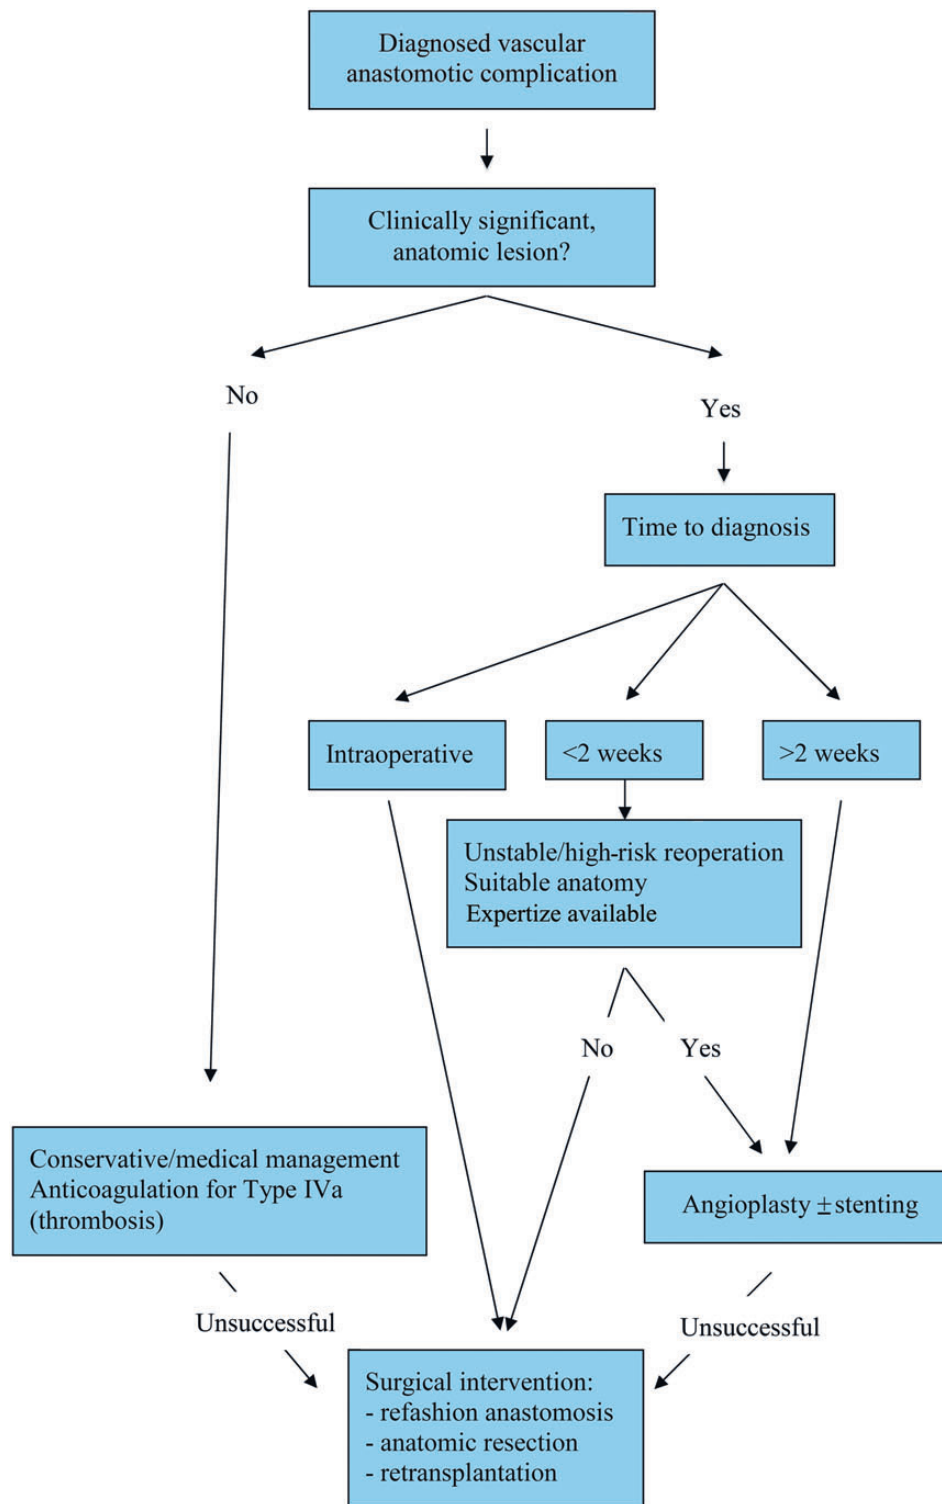 Diagnosed vascular
anastomotic complication
Clinically significant,
anatomic lesion?
No
Yes
Time to diagnosis
Intraoperative
<2 weeks
>2 weeks
Unstable/high-risk reoperation
Suitable anatomy
Expertize available
No
Yes
Conservative/medical management
Anticoagulation for Type IVa
(thrombosis)
Angioplasty ± stenting
Unsuccessful
Unsuccessful
Surgical intervention:
- refashion anastomosis
- anatomic resection
- retransplantation